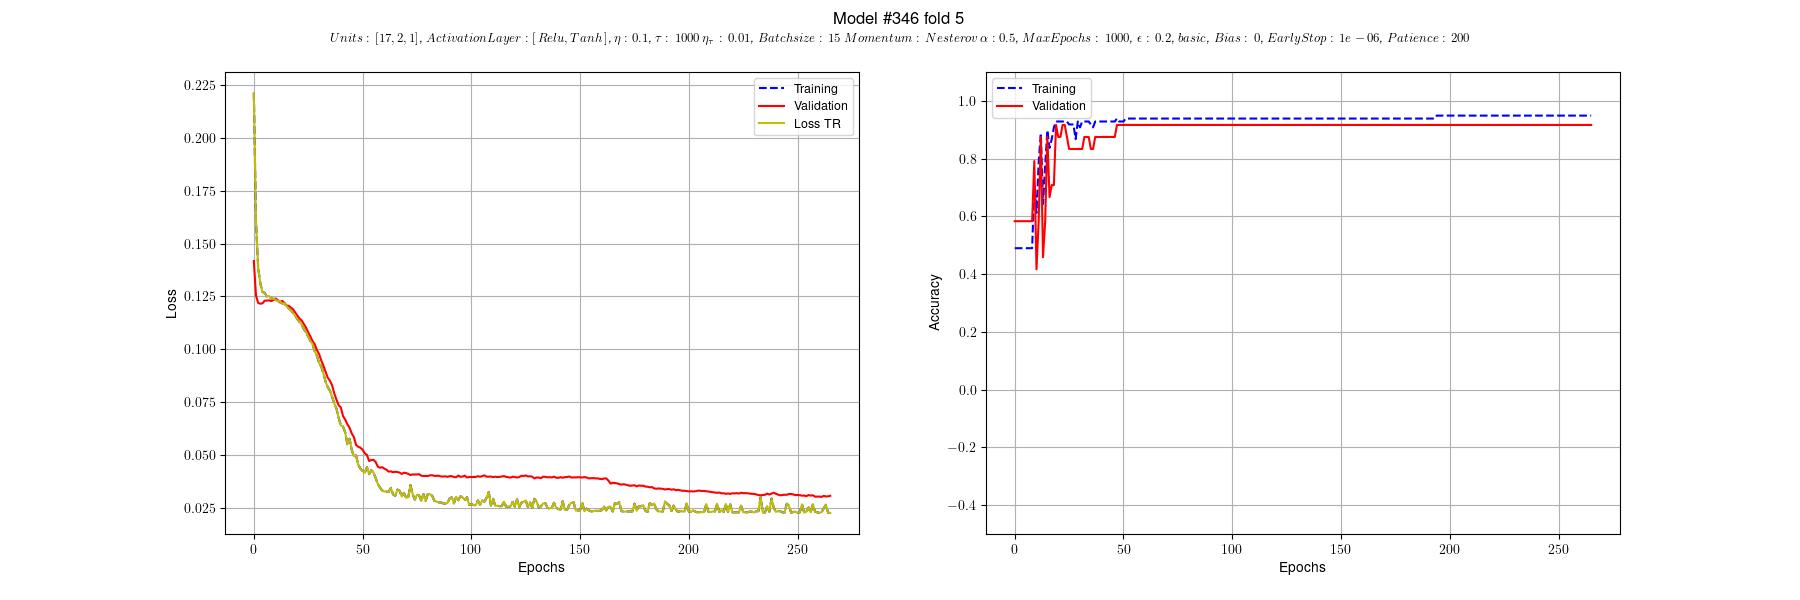 Model #346 fold 5
Units : [17, 2, 1], ActivationLayer : [Relu, Tanh], η : 0.1, τ : 1000 ητ : 0.01, Batchsize : 15 Momentum : Nesterov α : 0.5, MaxEpochs : 1000, ϵ : 0.2, basic, Bias : 0, EarlyStop : 1e − 06, Patience : 200
0.225
0.200
0.175
0.150
0.125
0.100
0.075
0.050
0.025
Loss
Training
Validation
Loss TR
0
50
100
150
200
250
Epochs
1.0
0.8
0.6
0.4
0.2
0.0
−0.2
−0.4
Accuracy
Training
Validation
0
50
100
150
200
250
Epochs